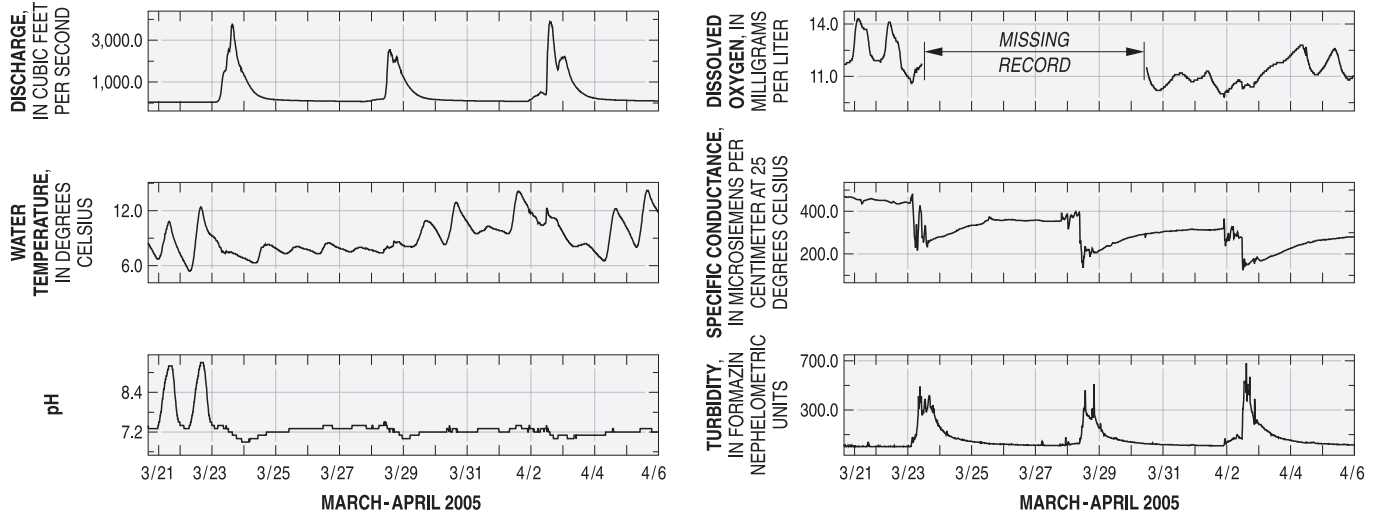 DISCHARGE,
IN CUBIC FEET
PER SECOND
3,000.0
1,000.0
WATER
TEMPERATURE,
IN DEGREES
CELSIUS
12.0
6.0
pH
8.4
7.2
3/21 3/23 3/25 3/27 3/29 3/31 4/2 4/4 4/6
MARCH-APRIL 2005
DISSOLVED
OXYGEN, IN
MILLIGRAMS
PER LITER
14.0
11.0
MISSING
RECORD
SPECIFIC CONDUCTANCE,
IN MICROSIEMENS PER
CENTIMETER AT 25
DEGREES CELSIUS
400.0
200.0
TURBIDITY,
IN FORMAZIN
NEPHELOMETRIC
UNITS
700.0
300.0
3/21 3/23 3/25 3/27 3/29 3/31 4/2 4/4 4/6
MARCH-APRIL 2005